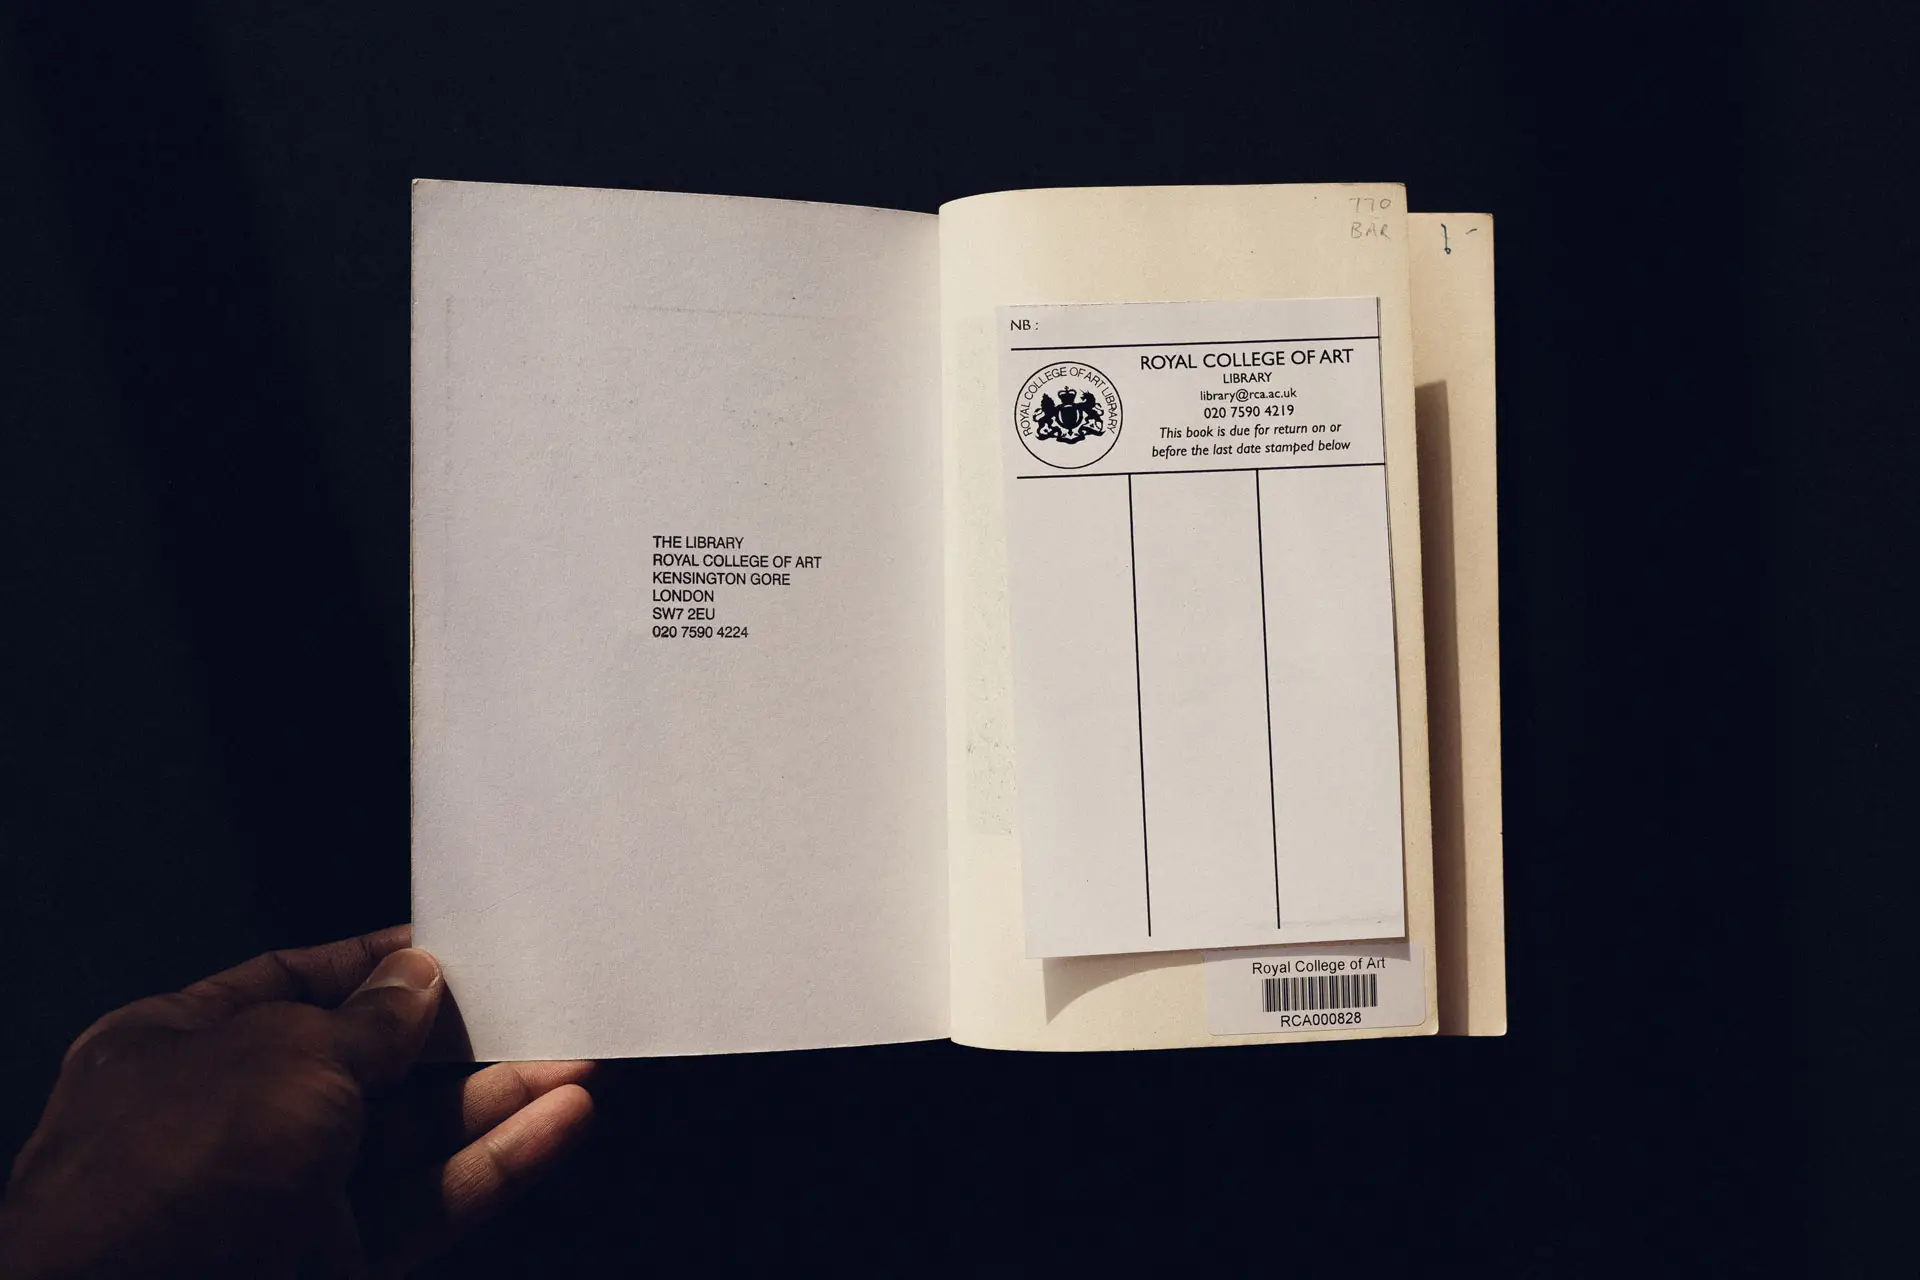 THE LIBRARY
ROYAL COLLEGE OF ART
KENSINGTON GORE
LONDON
SW7 2EU
020 7590 4224
770
BAR
NB :
ROYAL COLLEGE OF ART LIBRARY
ROYAL COLLEGE OF ART
LIBRARY
library@rca.ac.uk
020 7590 4219
This book is due for return on or
before the last date stamped below
Royal College of Art
RCA000828